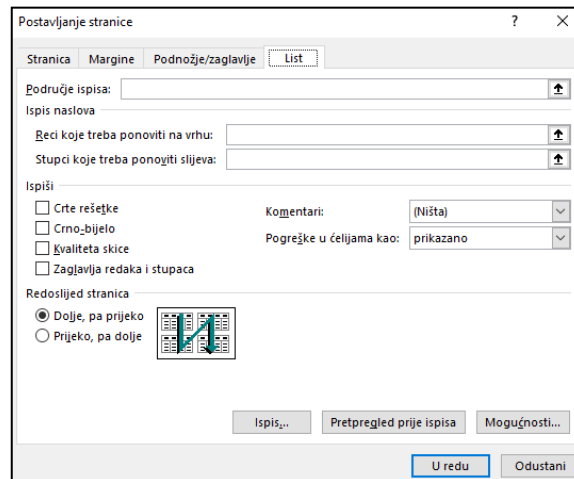 Postavljanje stranice
Stranica Margine Podnožje/zaglavlje List
Područje ispisa:
Ispis naslova
Reci koje treba ponoviti na vrhu:
Stupci koje treba ponoviti slijeva:
Ispiši
Crte rešetke
Crno-bijelo
Kvaliteta skice
Zaglavlja redaka i stupaca
Komentari: (Ništa)
Pogreške u ćelijama kao: prikazano
Redoslijed stranica
Dolje, pa prijeko
Prijeko, pa dolje
Ispis... Pretpregled prije ispisa Mogućnosti...
U redu Odustani